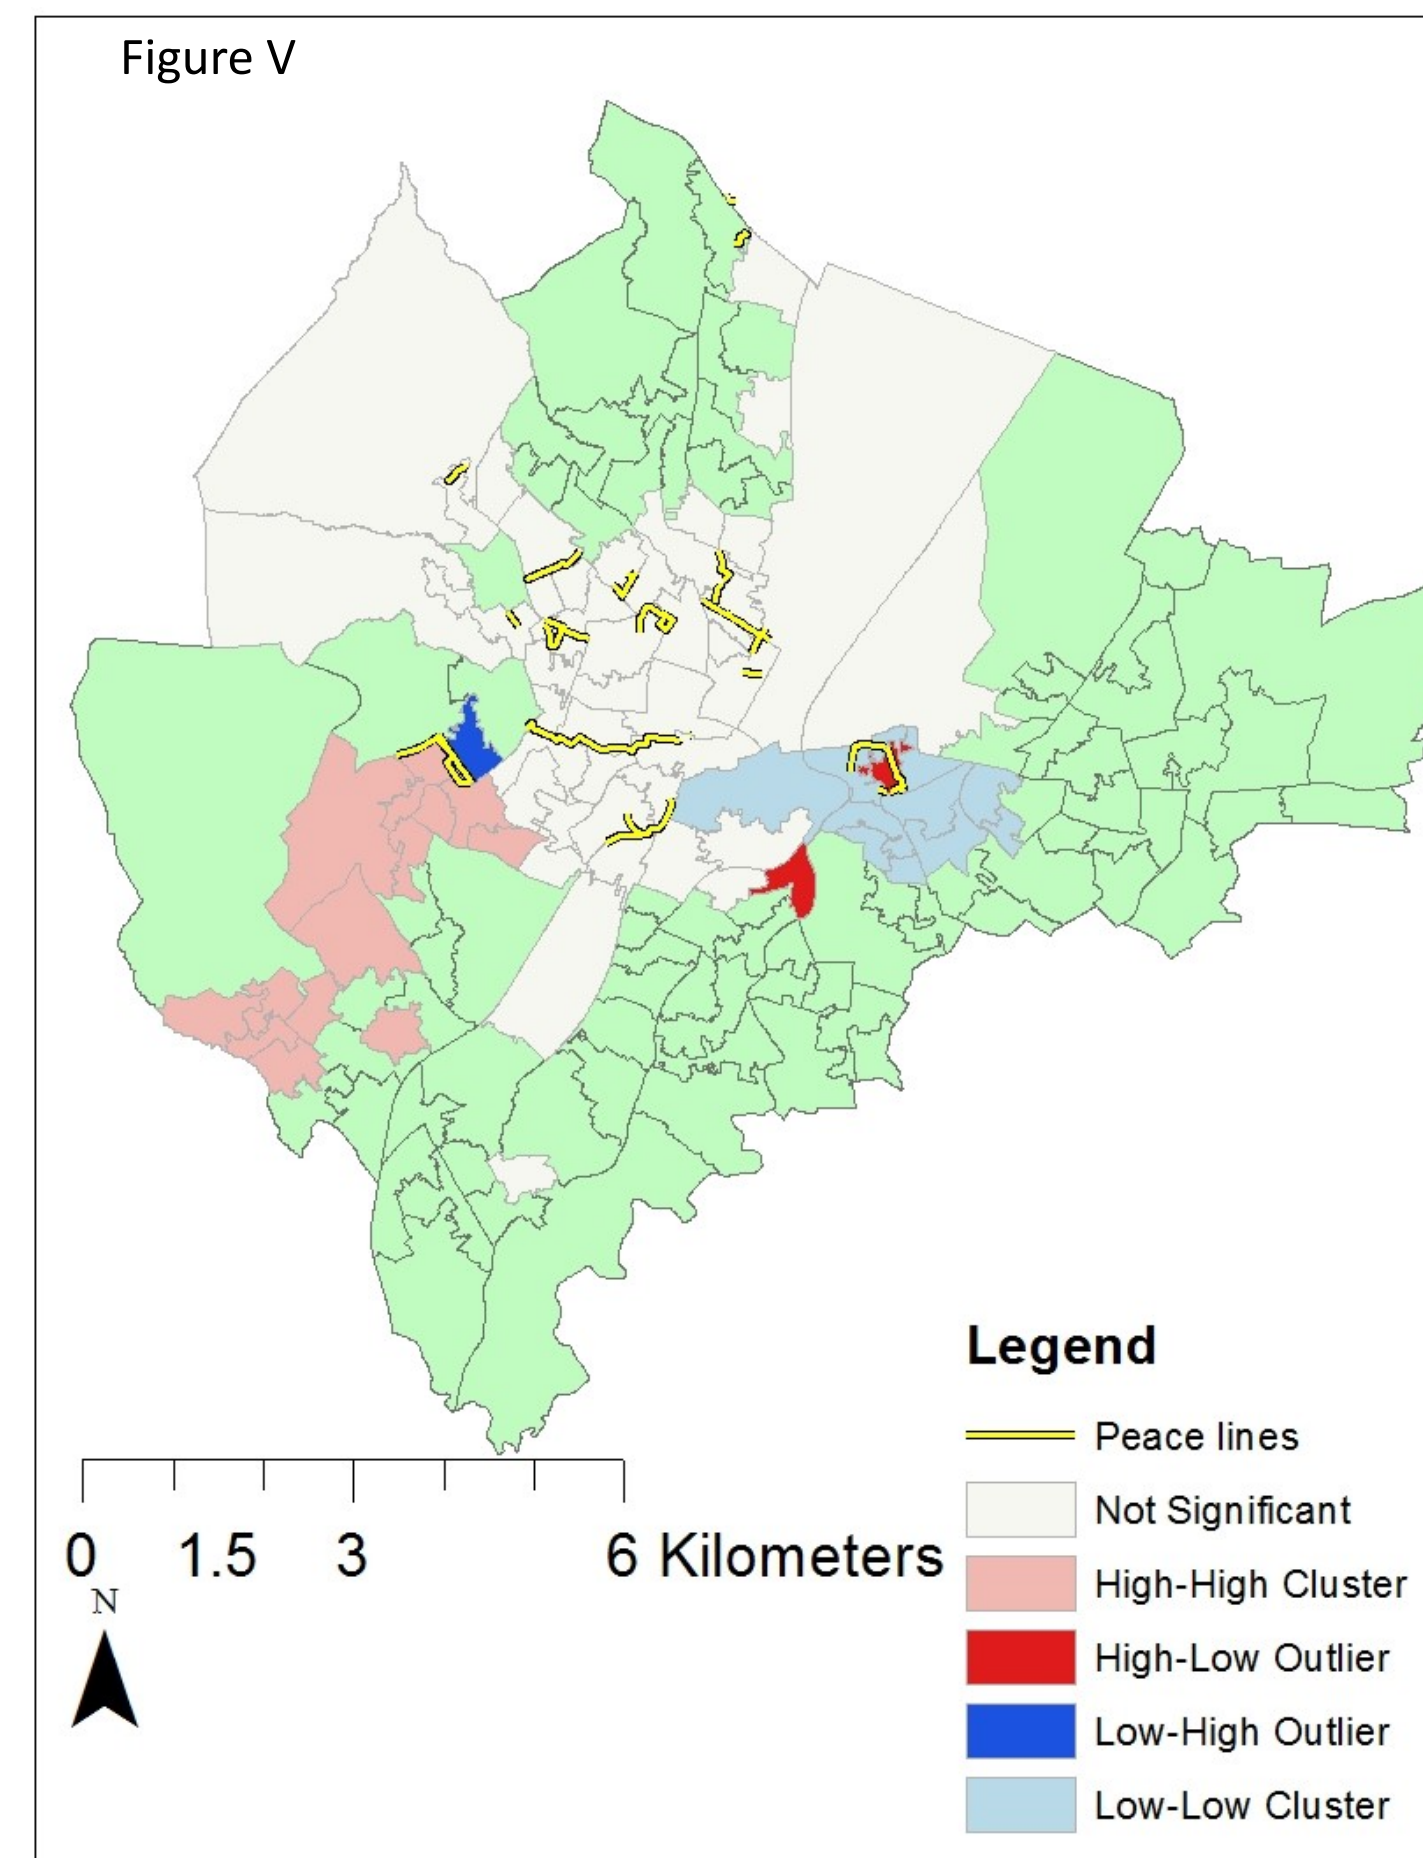 Figure V
Legend
Peace lines
Not Significant
High-High Cluster
High-Low Outlier
Low-High Outlier
Low-Low Cluster
0 1.5 3 6 Kilometers
N